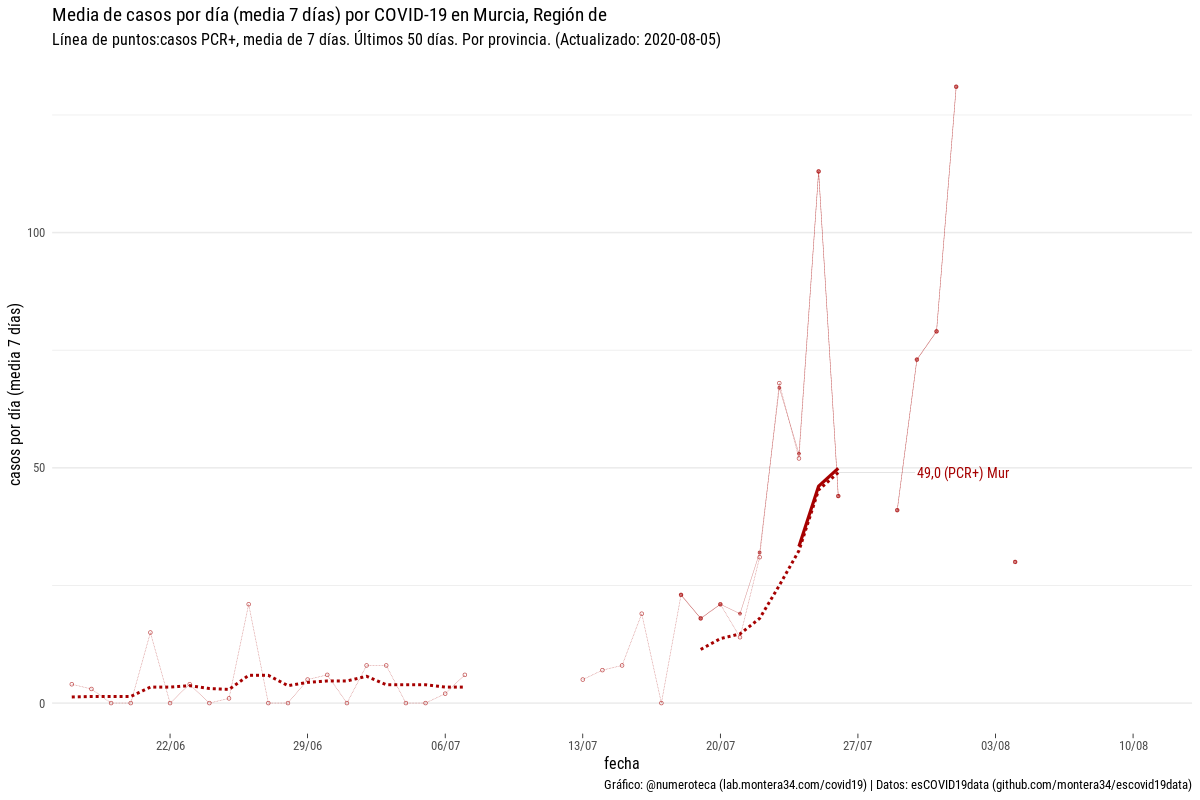 Media de casos por día (media 7 días) por COVID-19 en Murcia, Región de
Línea de puntos:casos PCR+, media de 7 días. Últimos 50 días. Por provincia. (Actualizado: 2020-08-05)
casos por día (media 7 días)
100
50
0
49,0 (PCR+) Mur
22/06
29/06
06/07
13/07
20/07
27/07
03/08
10/08
fecha
Gráfico: @numeroteca (lab.montera34.com/covid19) | Datos: esCOVID19data (github.com/montera34/escovid19data)